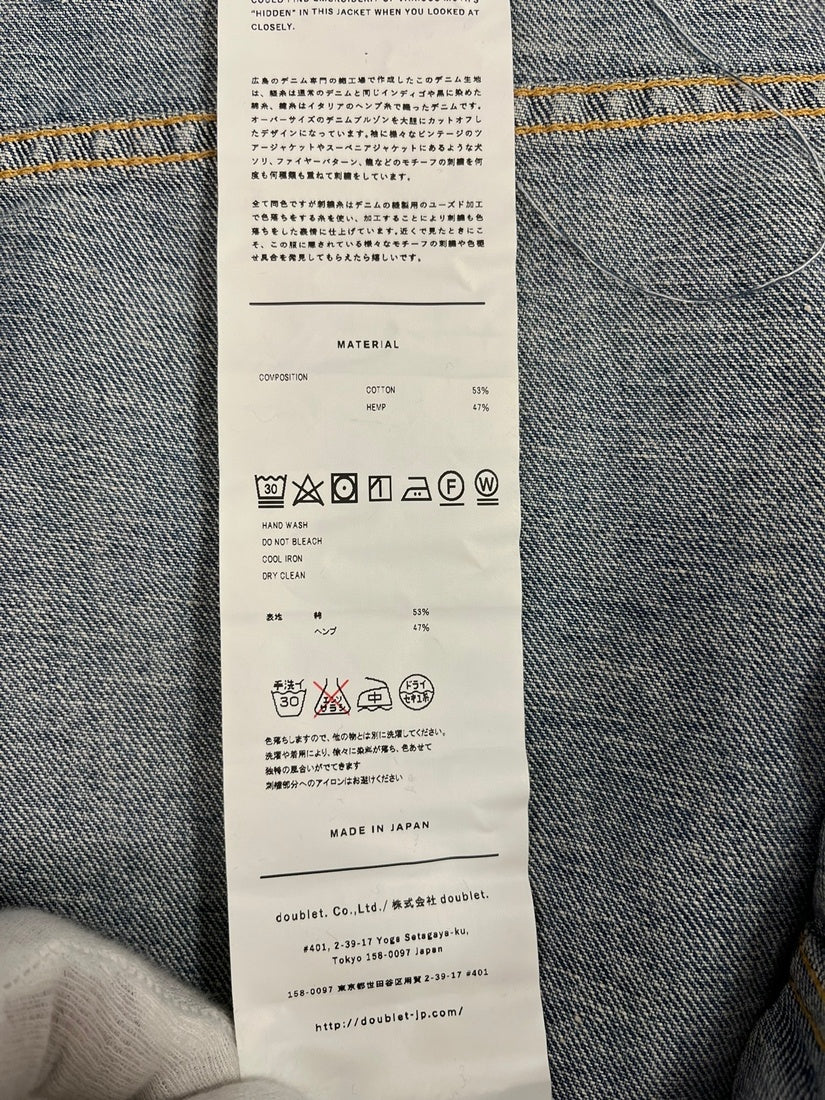 "HIDDEN" IN THIS JACKET WHEN YOU LOOKED AT
CLOSELY.
広島のデニム専門の織工場で作成したこのデニム生地
は、経糸は通常のデニムと同じインディゴや黒に染めた
綿糸、緯糸はイタリアのヘンプ糸で織ったデニムです。
オーバーサイズのデニムブルゾンを大胆にカットオフし
たデザインになっています。袖に様々なビンテージのツ
アージャケットやスーベニアジャケットにあるような犬
ソリ、ファイヤーパターン、龍などのモチーフの刺繍を何
度も何種類も重ねて刺繍をしています。
全て同色ですが刺繍糸はデニムの縫製用のユーズド加工
で色落ちをする糸を使い、加工することにより刺繍も色
落ちをした表情に仕上げています。近くで見たときにこ
そ、この服に隠されている様々なモチーフの刺繍や色褪
せ具合を発見してもらえたら嬉しいです。
MATERIAL
COMPOSITION
COTTON 53%
HEMP 47%
30 F W
HAND WASH
DO NOT BLEACH
COOL IRON
DRY CLEAN
表地 綿 53%
ヘンプ 47%
手洗イ 30 エンソ サラシ 中 ドライ セキユ系
色落ちしますので、他の物とは別に洗濯してください。
洗濯や着用により、徐々に染料が落ち、色あせて
独特の風合いがでてきます
刺繍部分へのアイロンはお避けください
MADE IN JAPAN
doublet. Co.,Ltd./ 株式会社 doublet.
#401, 2-39-17 Yoga Setagaya-ku,
Tokyo 158-0097 Japan
158-0097 東京都世田谷区用賀 2-39-17 #401
http://doublet-jp.com/